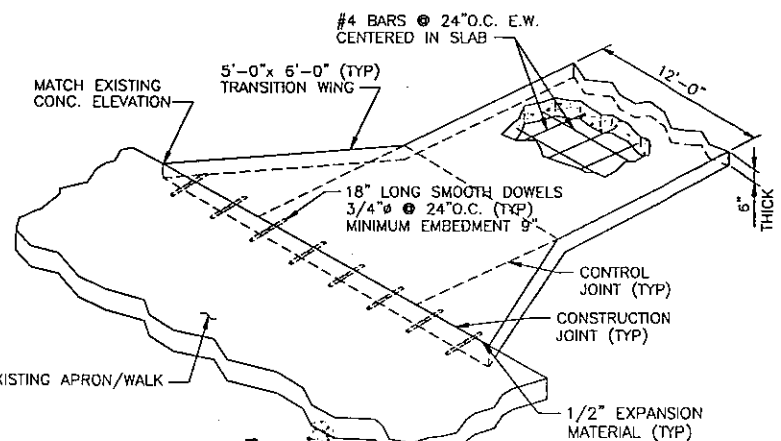 #4 BARS @ 24"O.C. E.W.
CENTERED IN SLAB
5'-0"x 6'-0" (TYP)
TRANSITION WING
MATCH EXISTING
CONC. ELEVATION
12'-0"
6"
THICK
18" LONG SMOOTH DOWELS
3/4"ø @ 24"O.C. (TYP)
MINIMUM EMBEDMENT 9"
CONTROL
JOINT (TYP)
CONSTRUCTION
JOINT (TYP)
XISTING APRON/WALK
1/2" EXPANSION
MATERIAL (TYP)